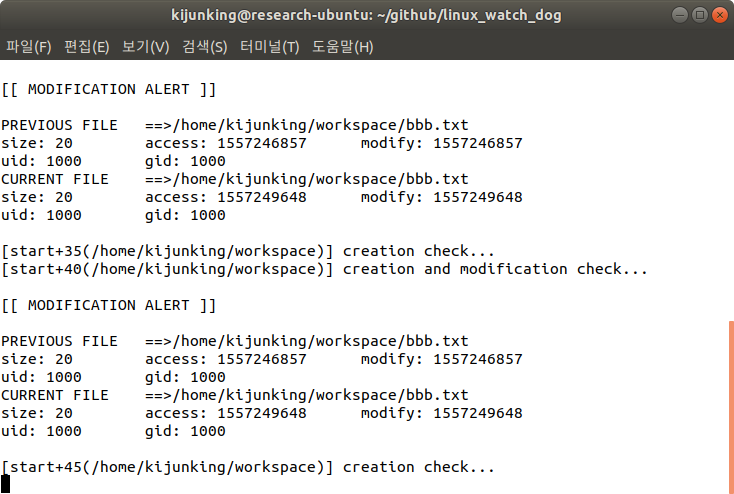 kijunking@research-ubuntu: ~/github/linux_watch_dog
파일(F) 편집(E) 보기(V) 검색(S) 터미널(T) 도움말(H)
[[ MODIFICATION ALERT ]]
PREVIOUS FILE   ==>/home/kijunking/workspace/bbb.txt
size: 20        access: 1557246857      modify: 1557246857
uid: 1000       gid: 1000
CURRENT FILE    ==>/home/kijunking/workspace/bbb.txt
size: 20        access: 1557249648      modify: 1557249648
uid: 1000       gid: 1000
[start+35(/home/kijunking/workspace)] creation check...
[start+40(/home/kijunking/workspace)] creation and modification check...
[[ MODIFICATION ALERT ]]
PREVIOUS FILE   ==>/home/kijunking/workspace/bbb.txt
size: 20        access: 1557246857      modify: 1557246857
uid: 1000       gid: 1000
CURRENT FILE    ==>/home/kijunking/workspace/bbb.txt
size: 20        access: 1557249648      modify: 1557249648
uid: 1000       gid: 1000
[start+45(/home/kijunking/workspace)] creation check...